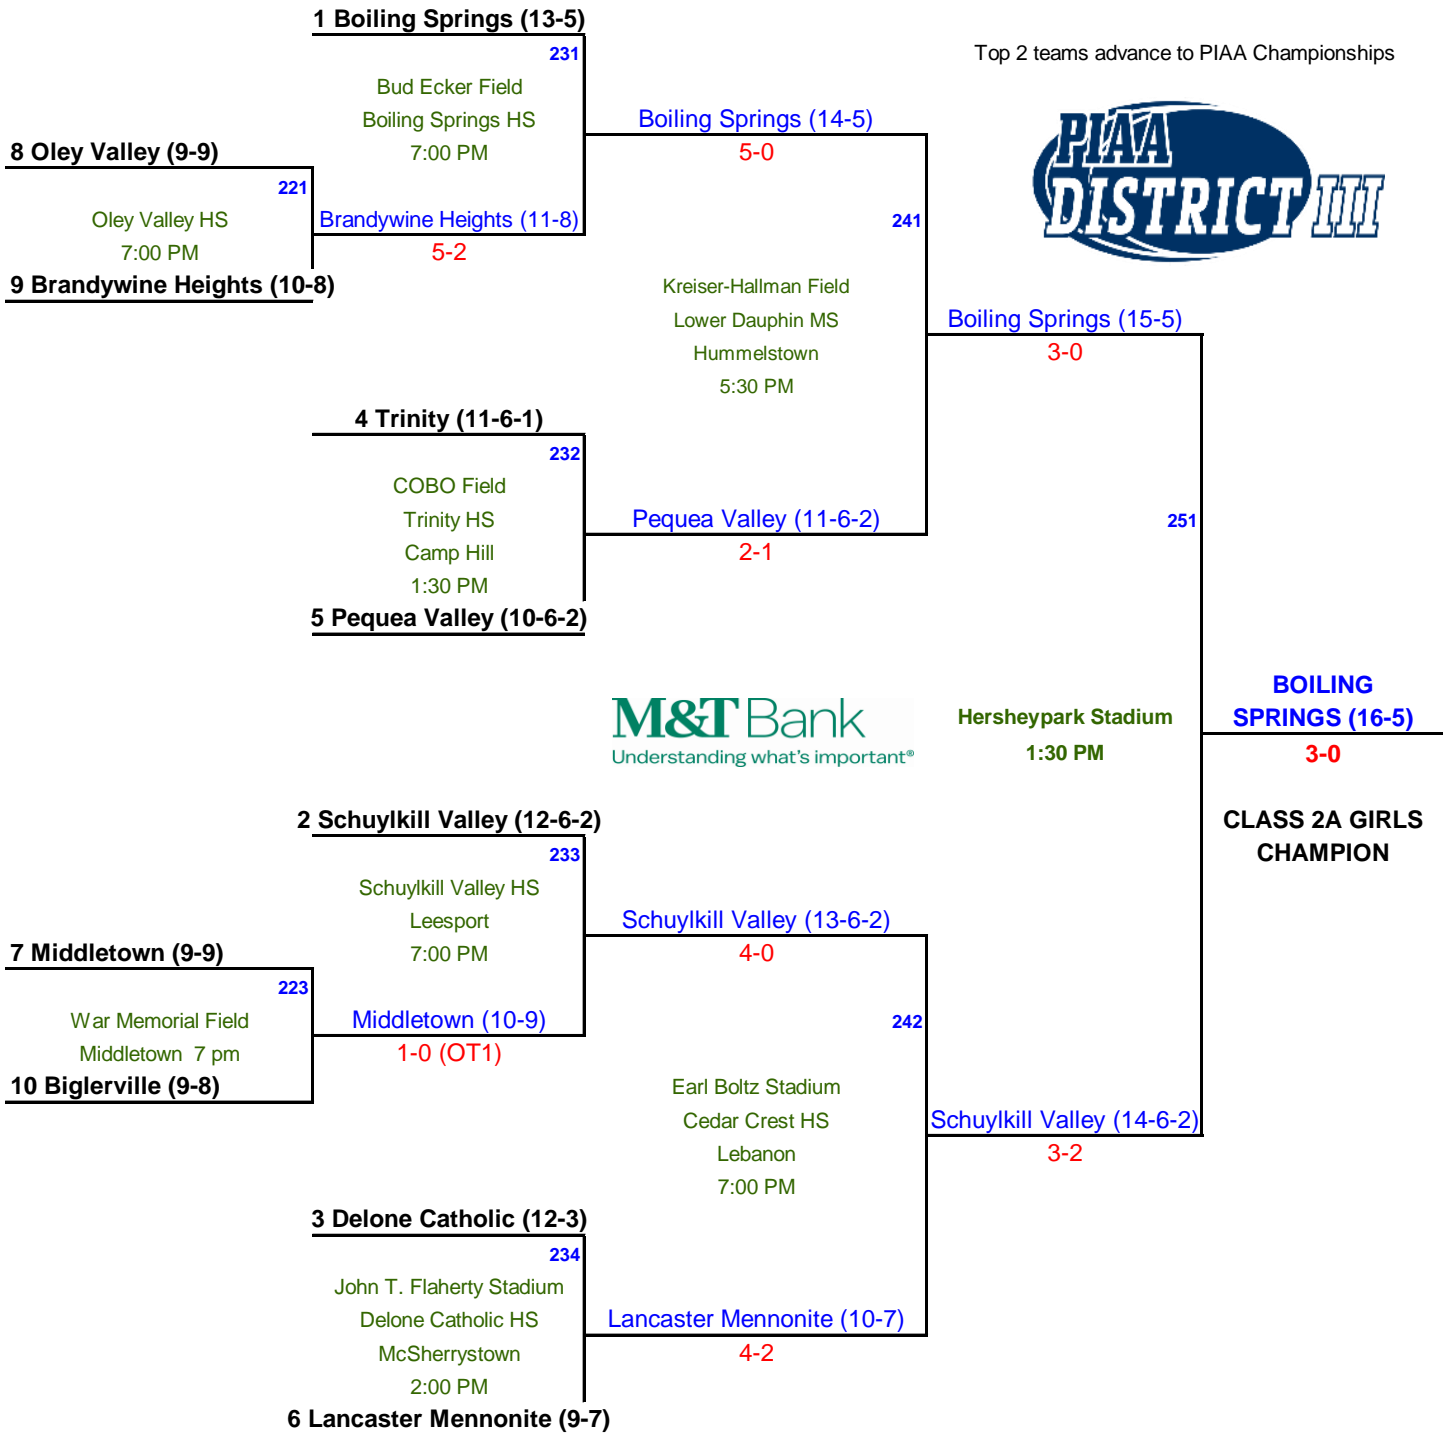 1 Boiling Springs (13-5)
231
Top 2 teams advance to PIAA Championships
Bud Ecker Field
Boiling Springs HS
7:00 PM
Boiling Springs (14-5)
5-0
PIAA
DISTRICT III
8 Oley Valley (9-9)
221
Oley Valley HS
7:00 PM
Brandywine Heights (11-8)
5-2
9 Brandywine Heights (10-8)
241
Kreiser-Hallman Field
Lower Dauphin MS
Hummelstown
5:30 PM
Boiling Springs (15-5)
3-0
4 Trinity (11-6-1)
232
COBO Field
Trinity HS
Camp Hill
1:30 PM
Pequea Valley (11-6-2)
2-1
5 Pequea Valley (10-6-2)
251
M&T Bank
Understanding what's important®
Hersheypark Stadium
1:30 PM
BOILING
SPRINGS (16-5)
3-0
CLASS 2A GIRLS
CHAMPION
2 Schuylkill Valley (12-6-2)
233
Schuylkill Valley HS
Leesport
7:00 PM
Schuylkill Valley (13-6-2)
4-0
7 Middletown (9-9)
223
War Memorial Field
Middletown 7 pm
Middletown (10-9)
1-0 (OT1)
10 Biglerville (9-8)
242
Earl Boltz Stadium
Cedar Crest HS
Lebanon
7:00 PM
Schuylkill Valley (14-6-2)
3-2
3 Delone Catholic (12-3)
234
John T. Flaherty Stadium
Delone Catholic HS
McSherrystown
2:00 PM
Lancaster Mennonite (10-7)
4-2
6 Lancaster Mennonite (9-7)